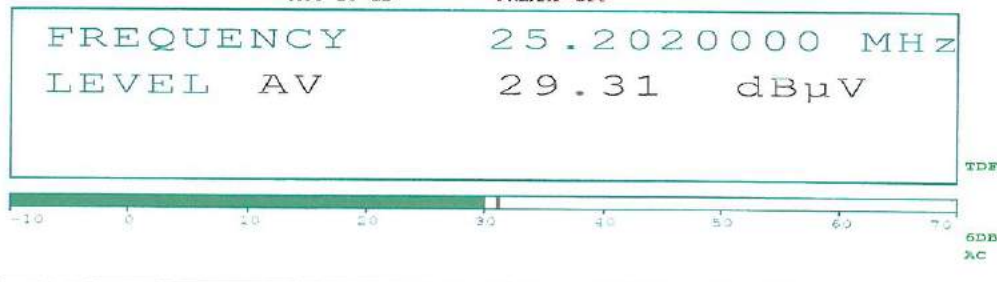 FREQUENCY 25.2020000 MHz
LEVEL AV 29.31 dBµV
TDF
-10 0 10 20 30 40 50 60 70
6DB
AC